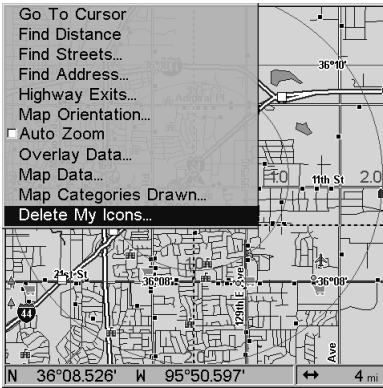 Go To Cursor
Find Distance
Find Streets...
Find Address...
Highway Exits...
Map Orientation...
Auto Zoom
Overlay Data...
Map Data...
Map Categories Drawn...
Delete My Icons...
36°10'
11th St
1.0
2.0
21st St
36°08'
36°08'
44
129th E Ave
Ave
N 36°08.526' W 95°50.597' ↔ 4 mi